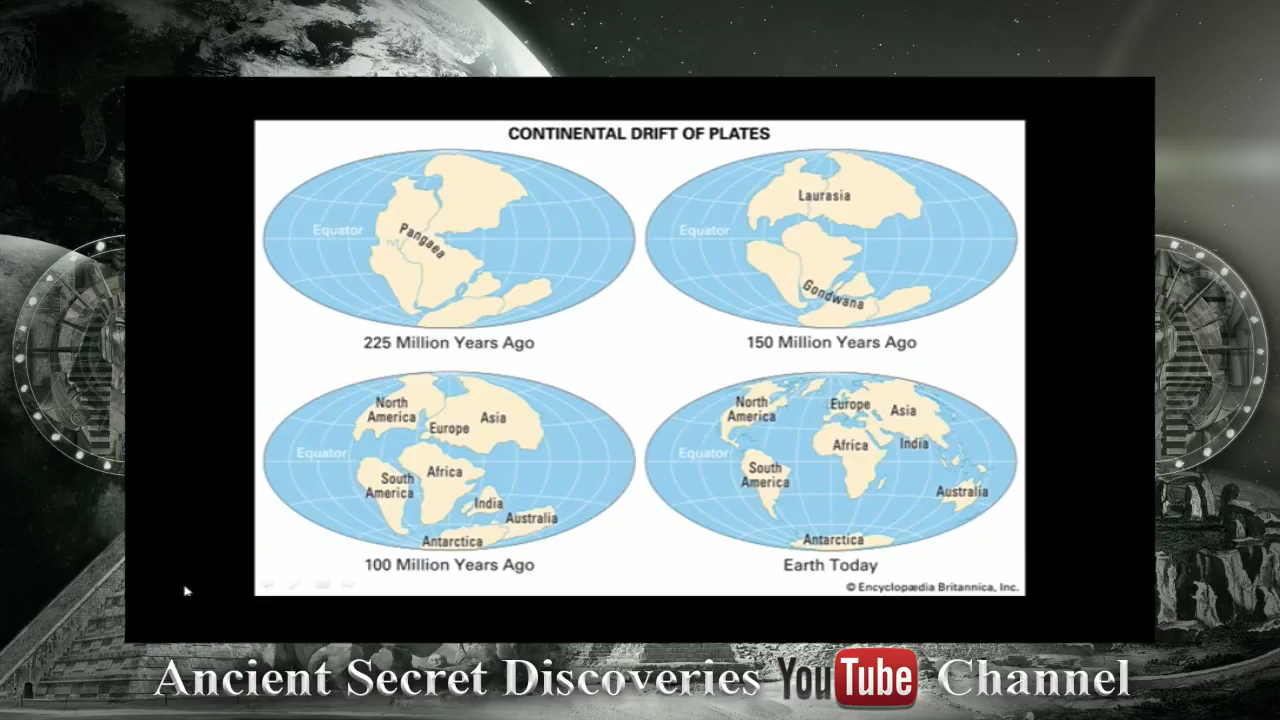 CONTINENTAL DRIFT OF PLATES
Equator
Pangaea
225 Million Years Ago
Laurasia
Equator
Gondwana
150 Million Years Ago
North
America
Asia
Europe
Equator
Africa
South
America
India
Australia
Antarctica
100 Million Years Ago
North
America
Europe
Asia
Equator
Africa
India
South
America
Australia
Antarctica
Earth Today
© Encyclopædia Britannica, Inc.
Ancient Secret Discoveries YouTube Channel